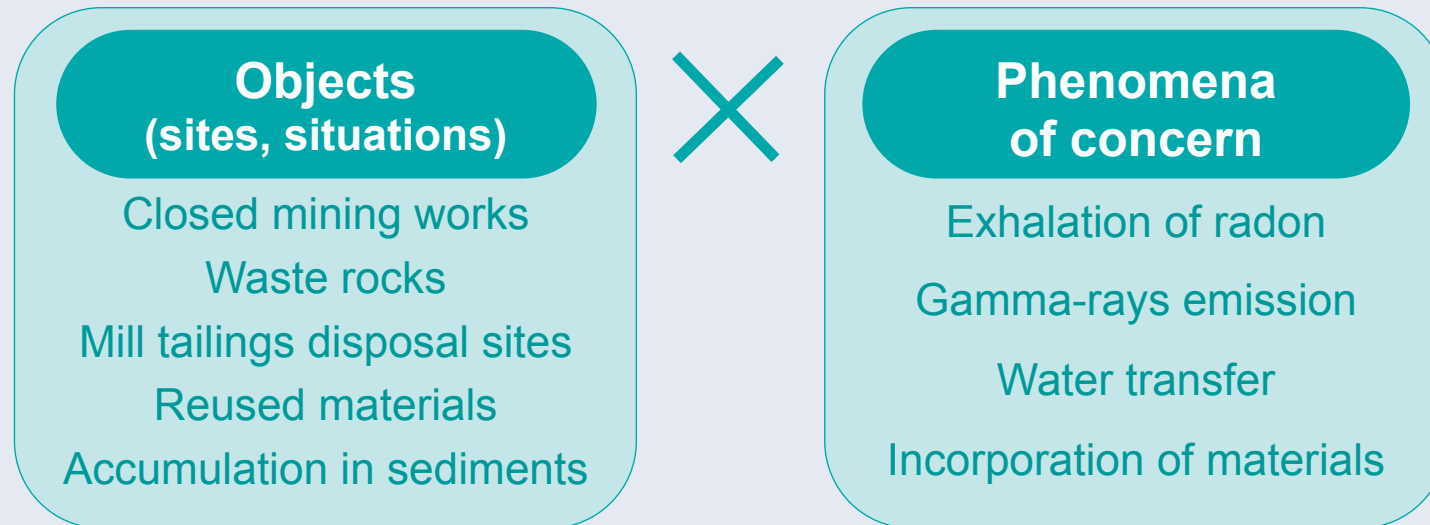 Objects
(sites, situations)
Closed mining works
Waste rocks
Mill tailings disposal sites
Reused materials
Accumulation in sediments
Phenomena
of concern
Exhalation of radon
Gamma-rays emission
Water transfer
Incorporation of materials